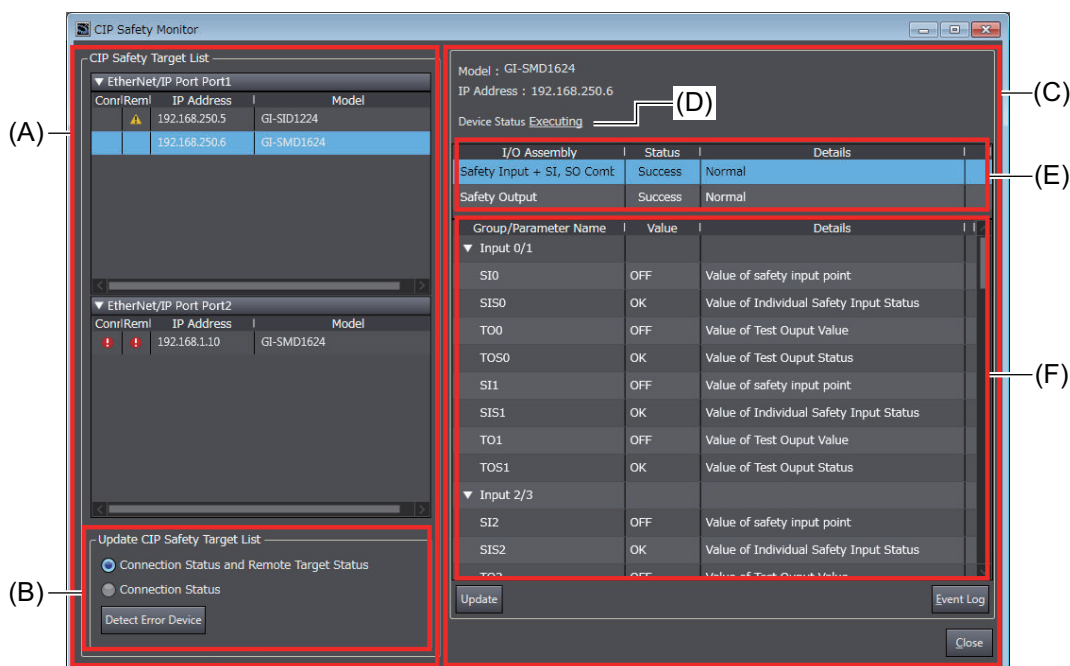 CIP Safety Monitor
CIP Safety Target List
▼ EtherNet/IP Port Port1
Conn Rem IP Address Model
192.168.250.5 GI-SID1224
192.168.250.6 GI-SMD1624
▼ EtherNet/IP Port Port2
Conn Rem IP Address Model
192.168.1.10 GI-SMD1624
Update CIP Safety Target List
Connection Status and Remote Target Status
Connection Status
Detect Error Device
(A)
(B)
Model : GI-SMD1624
IP Address : 192.168.250.6
Device Status Executing
(D)
(C)
I/O Assembly Status Details
Safety Input + SI, SO Comb Success Normal
Safety Output Success Normal
(E)
Group/Parameter Name Value Details
▼ Input 0/1
SI0 OFF Value of safety input point
SIS0 OK Value of Individual Safety Input Status
TO0 OFF Value of Test Ouput Value
TOS0 OK Value of Test Ouput Status
SI1 OFF Value of safety input point
SIS1 OK Value of Individual Safety Input Status
TO1 OFF Value of Test Ouput Value
TOS1 OK Value of Test Ouput Status
▼ Input 2/3
SI2 OFF Value of safety input point
SIS2 OK Value of Individual Safety Input Status
TO2 OFF Value of Test Ouput Value
(F)
Update
Event Log
Close